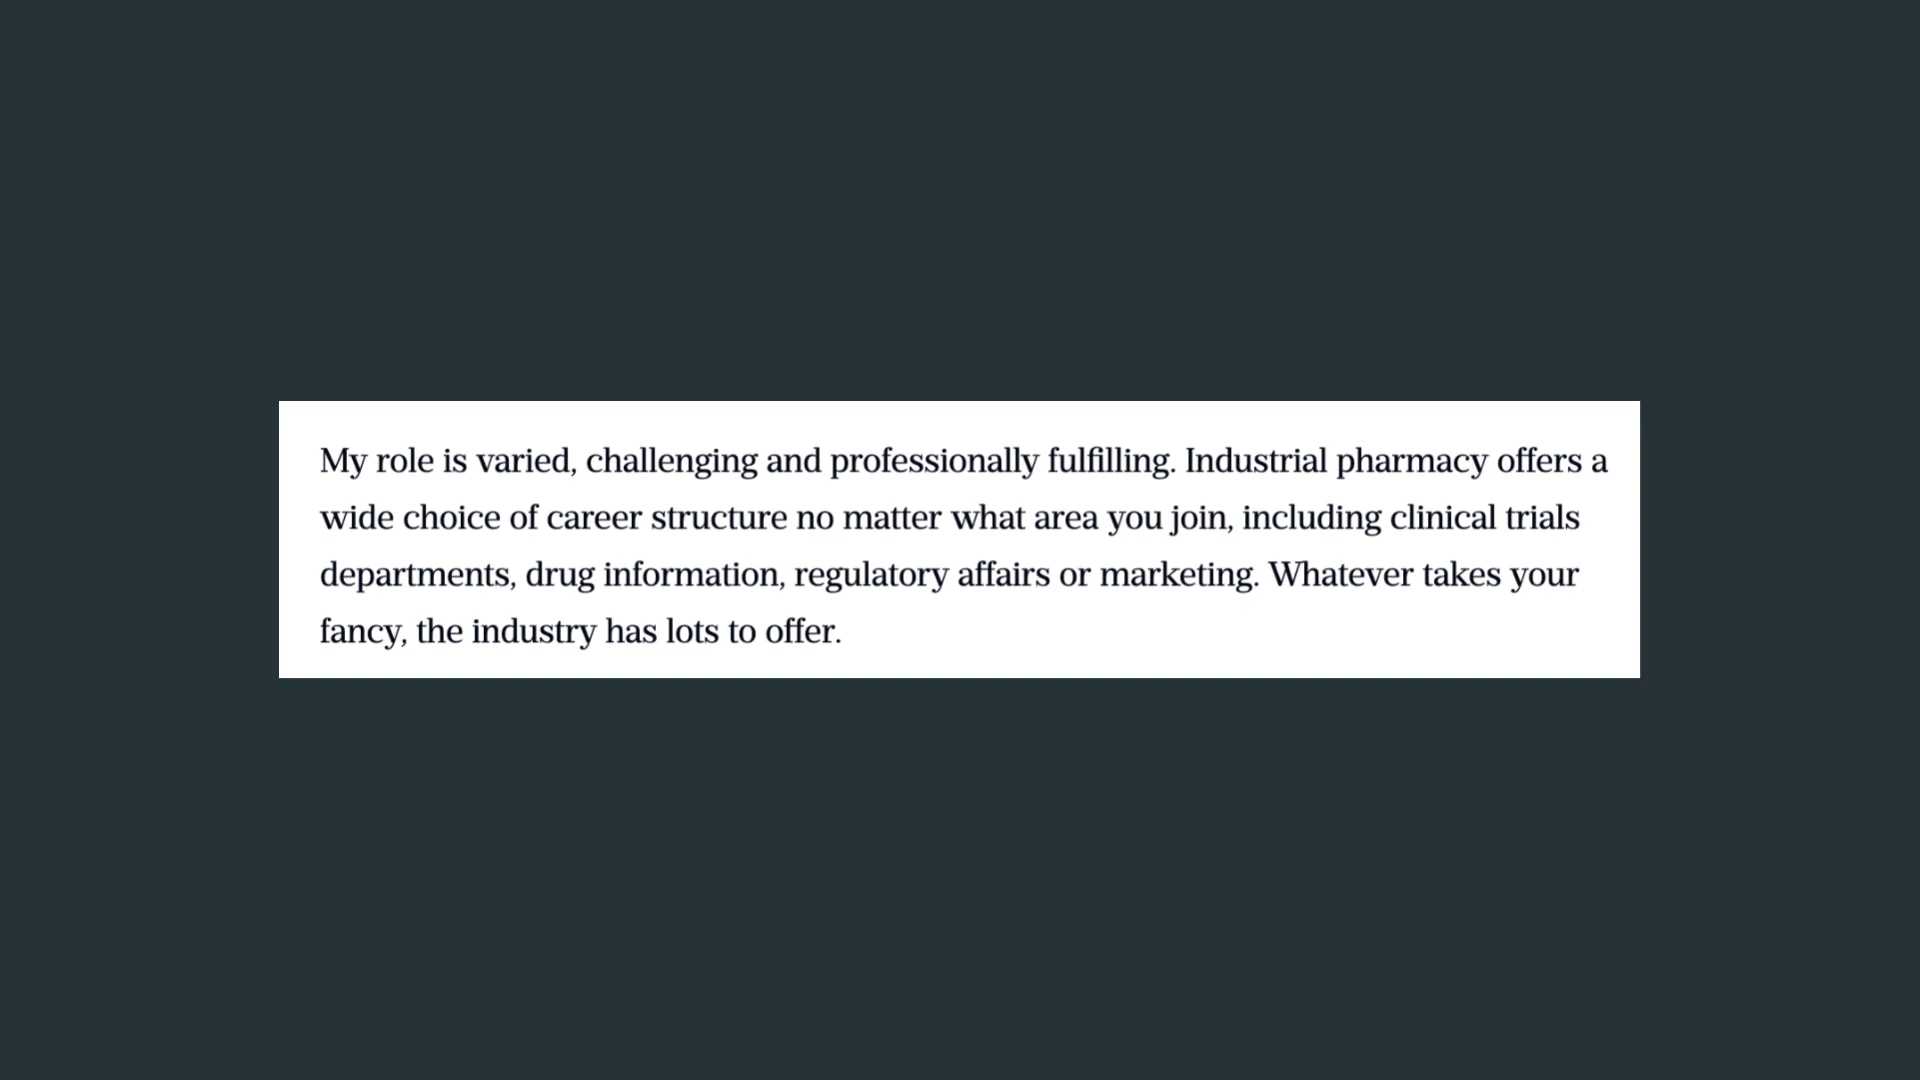 My role is varied, challenging and professionally fulfilling. Industrial pharmacy offers a
wide choice of career structure no matter what area you join, including clinical trials
departments, drug information, regulatory affairs or marketing. Whatever takes your
fancy, the industry has lots to offer.